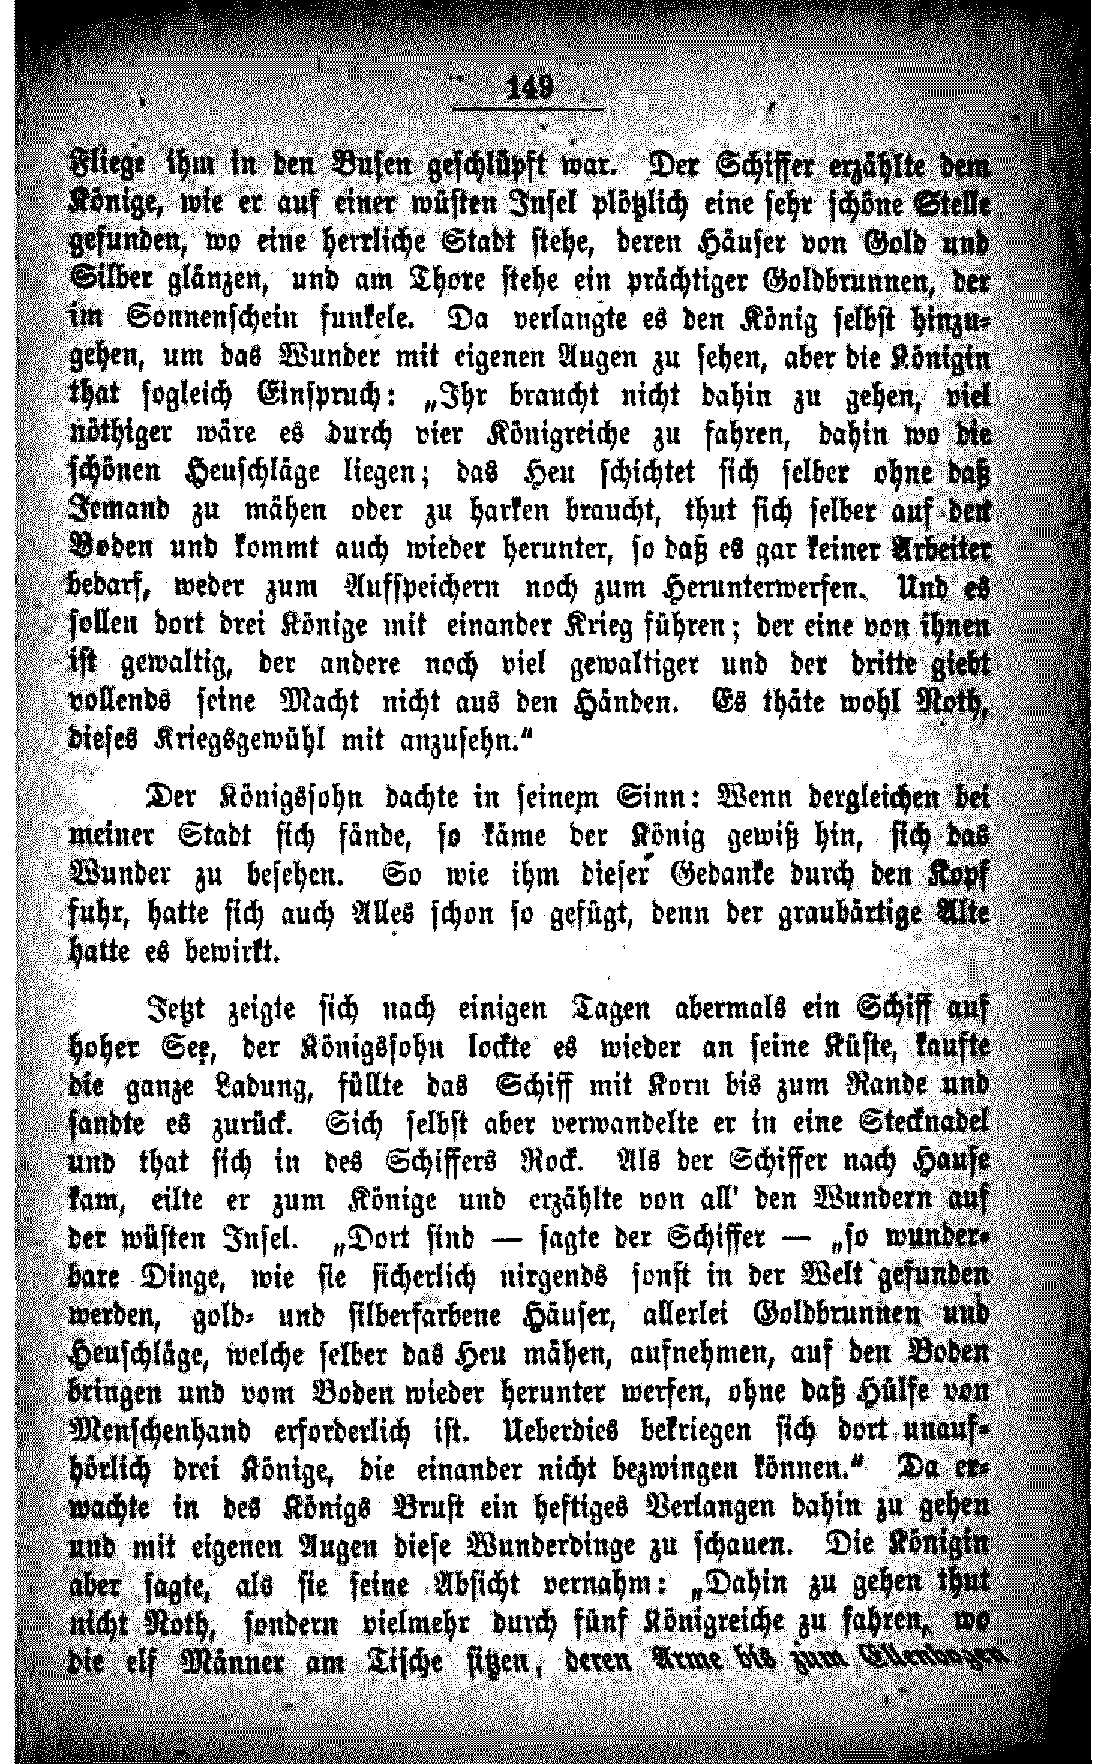 149
Fliege ihm in den Busen geschlüpft war. Der Schiffer erzählte dem
Könige, wie er auf einer wüsten Insel plötzlich eine sehr schöne Stelle
gefunden, wo eine herrliche Stadt stehe, deren Häuser von Gold und
Silber glänzen, und am Thore stehe ein prächtiger Goldbrunnen, der
im Sonnenschein funkele. Da verlangte es den König selbst hinzu-
gehen, um das Wunder mit eigenen Augen zu sehen, aber die Königin
that sogleich Einspruch: „Ihr braucht nicht dahin zu gehen, viel
nöthiger wäre es durch vier Königreiche zu fahren, dahin wo die
schönen Heuschläge liegen; das Heu schichtet sich selber ohne daß
Jemand zu mähen oder zu harken braucht, thut sich selber auf den
Boden und kommt auch wieder herunter, so daß es gar keiner Arbeiter
bedarf, weder zum Aufspeichern noch zum Herunterwerfen. Und es
sollen dort drei Könige mit einander Krieg führen; der eine von ihnen
ist gewaltig, der andere noch viel gewaltiger und der dritte giebt
vollends seine Macht nicht aus den Händen. Es thäte wohl Noth,
dieses Kriegsgewühl mit anzusehn.“
Der Königssohn dachte in seinem Sinn: Wenn dergleichen bei
meiner Stadt sich fände, so käme der König gewiß hin, sich das
Wunder zu besehen. So wie ihm dieser Gedanke durch den Kopf
fuhr, hatte sich auch Alles schon so gefügt, denn der graubärtige Alte
hatte es bewirkt.
Jetzt zeigte sich nach einigen Tagen abermals ein Schiff auf
hoher See, der Königssohn lockte es wieder an seine Küste, kaufte
die ganze Ladung, füllte das Schiff mit Korn bis zum Rande und
sandte es zurück. Sich selbst aber verwandelte er in eine Stecknadel
und that sich in des Schiffers Rock. Als der Schiffer nach Hause
kam, eilte er zum Könige und erzählte von all' den Wundern auf
der wüsten Insel. „Dort sind — sagte der Schiffer — „so wunder-
bare Dinge, wie sie sicherlich nirgends sonst in der Welt gefunden
werden, gold- und silberfarbene Häuser, allerlei Goldbrunnen und
Heuschläge, welche selber das Heu mähen, aufnehmen, auf den Boden
bringen und vom Boden wieder herunter werfen, ohne daß Hülfe von
Menschenhand erforderlich ist. Ueberdies bekriegen sich dort unauf-
hörlich drei Könige, die einander nicht bezwingen können.“ Da er-
wachte in des Königs Brust ein heftiges Verlangen dahin zu gehen
und mit eigenen Augen diese Wunderdinge zu schauen. Die Königin
aber sagte, als sie seine Absicht vernahm: „Dahin zu gehen thut
nicht Noth, sondern vielmehr durch fünf Königreiche zu fahren, wo
die elf Männer am Tische sitzen, deren Arme bis zum Ellenbogen